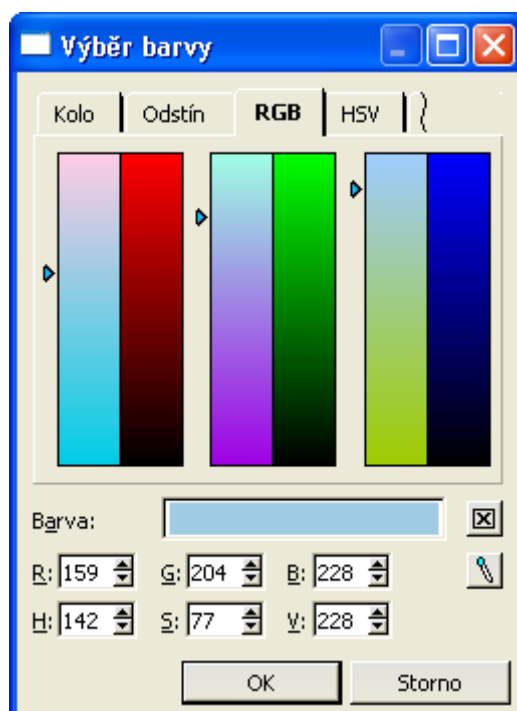 Výběr barvy
Kolo Odstín RGB HSV
Barva:
R: 159 G: 204 B: 228
H: 142 S: 77 V: 228
OK Storno